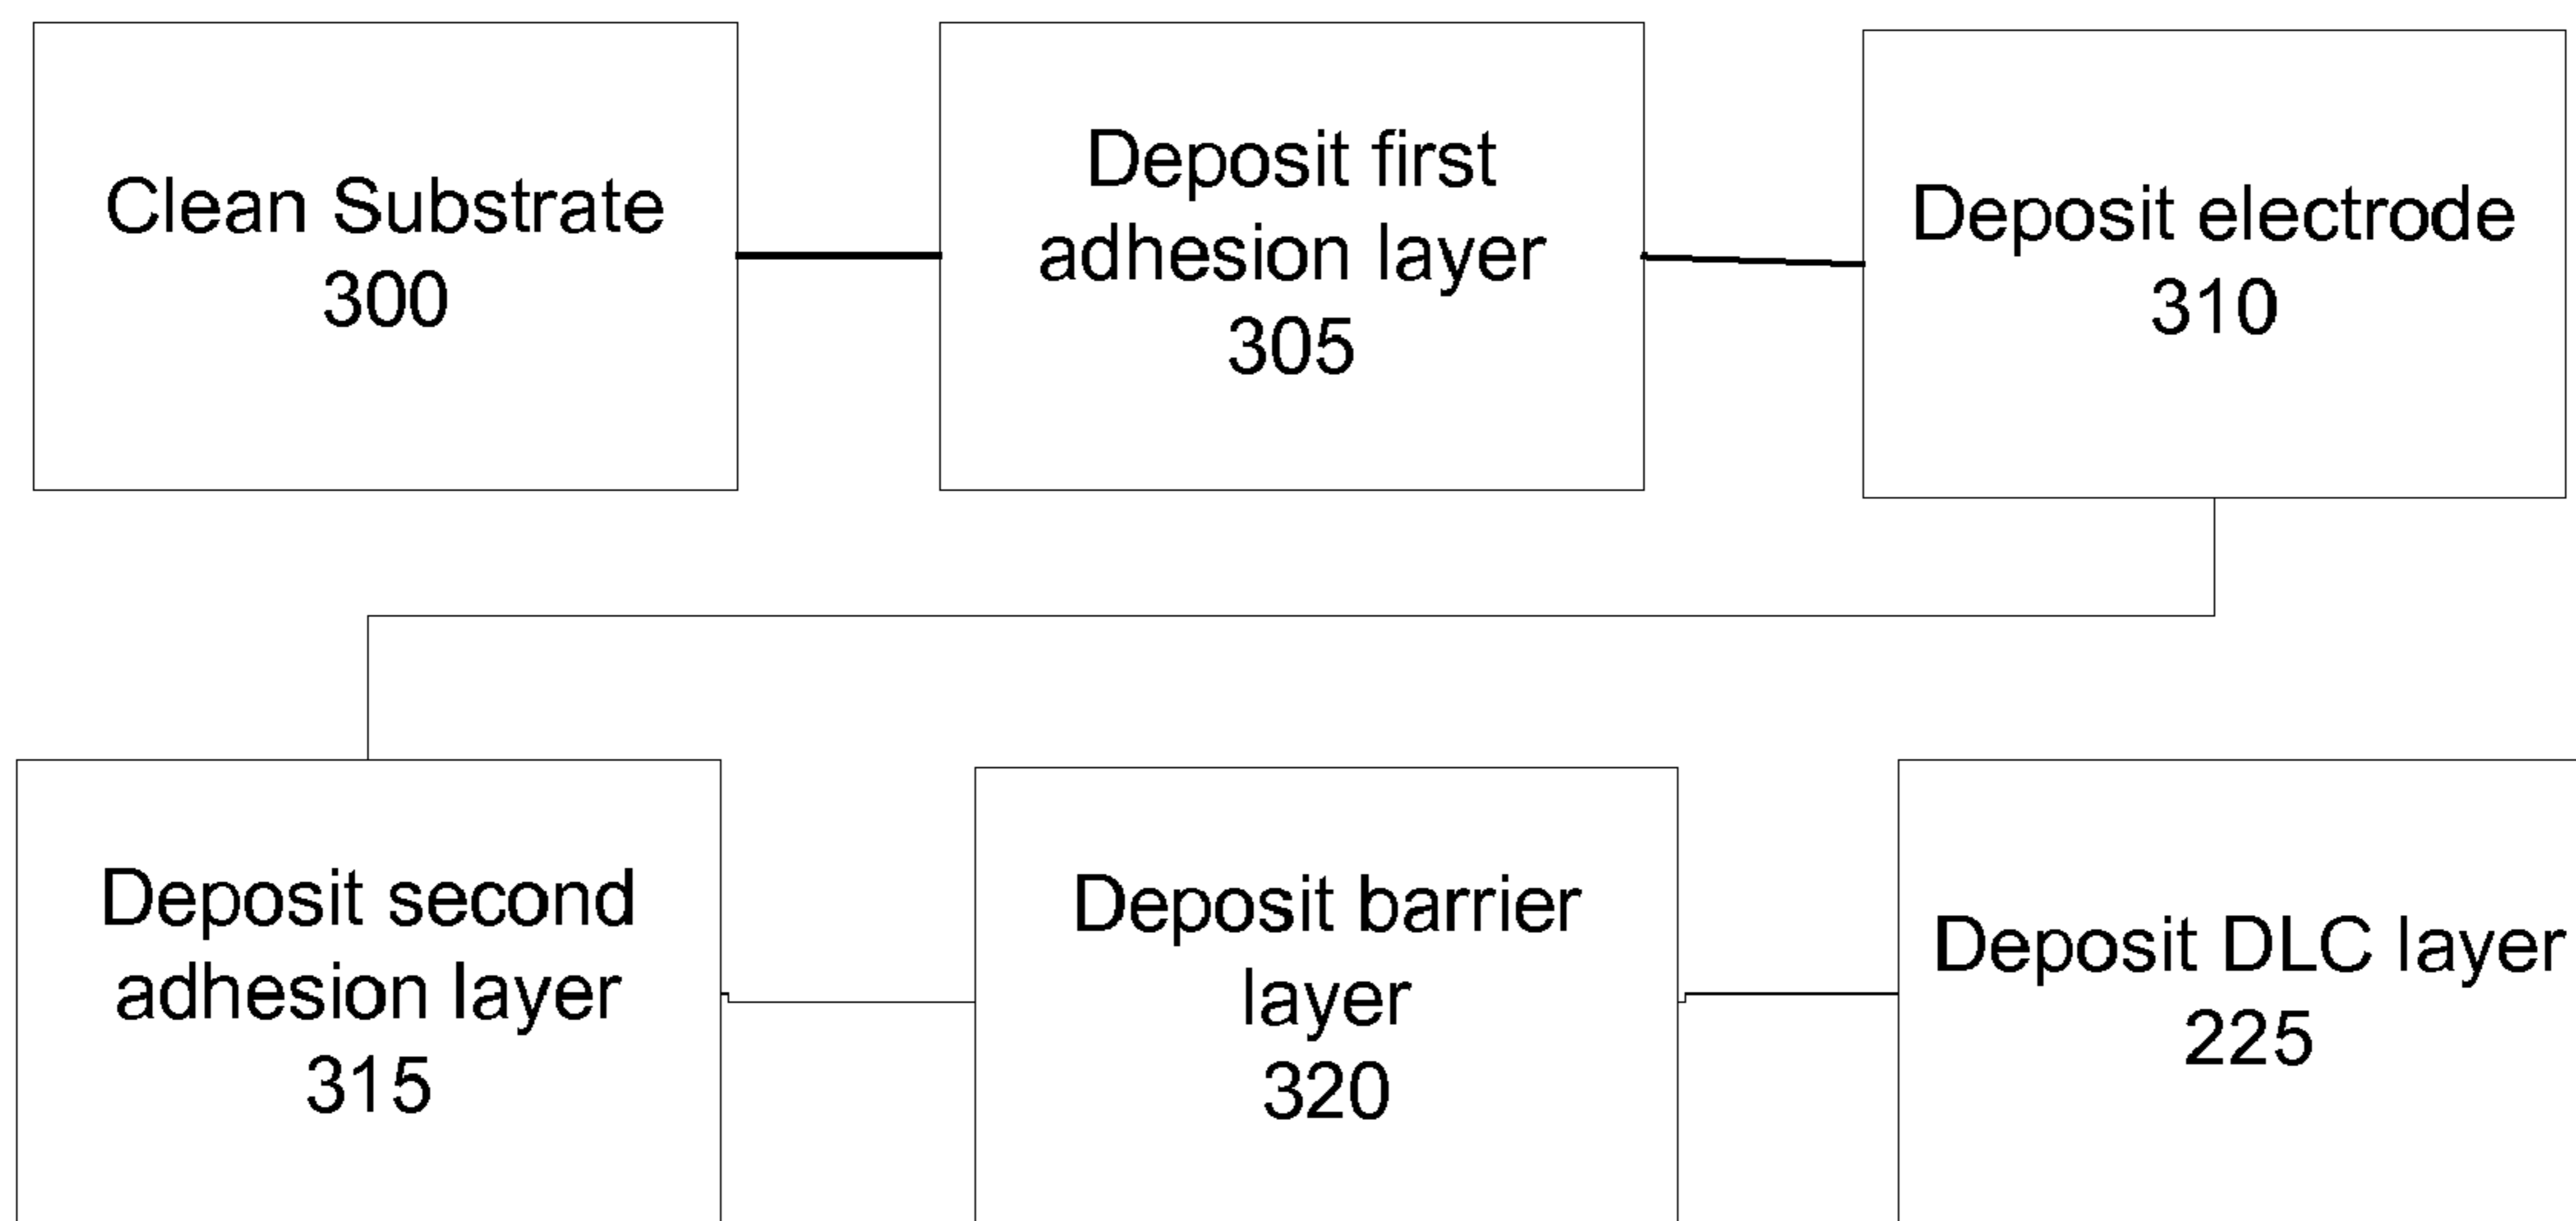 Clean Substrate
300
Deposit first
adhesion layer
305
Deposit electrode
310
Deposit second
adhesion layer
315
Deposit barrier
layer
320
Deposit DLC layer
225